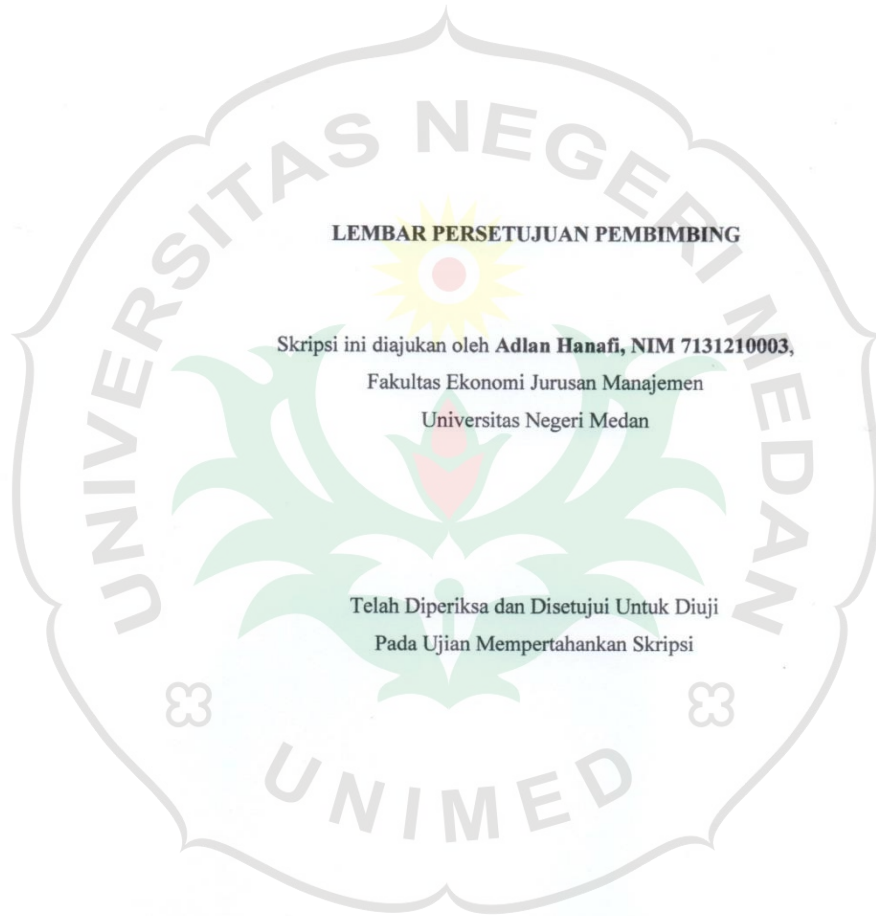 UNIVERSITAS NEGERI MEDAN
LEMBAR PERSETUJUAN PEMBIMBING
Skripsi ini diajukan oleh Adlan Hanafi, NIM 7131210003,
Fakultas Ekonomi Jurusan Manajemen
Universitas Negeri Medan
Telah Diperiksa dan Disetujui Untuk Diuji
Pada Ujian Mempertahankan Skripsi
UNIMED